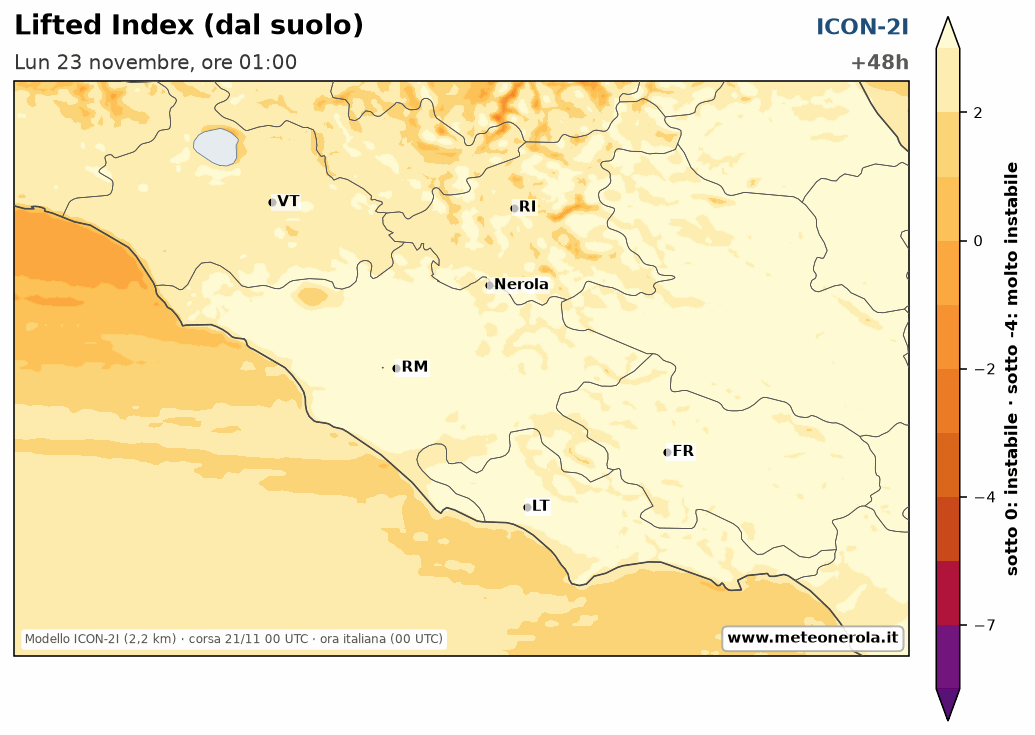 Lifted Index (dal suolo)
ICON-2I
Lun 23 novembre, ore 01:00
+48h
VT
RI
Nerola
RM
FR
LT
2
0
−2
−4
−7
sotto 0: instabile · sotto -4: molto instabile
Modello ICON-2I (2,2 km) · corsa 21/11 00 UTC · ora italiana (00 UTC)
www.meteonerola.it